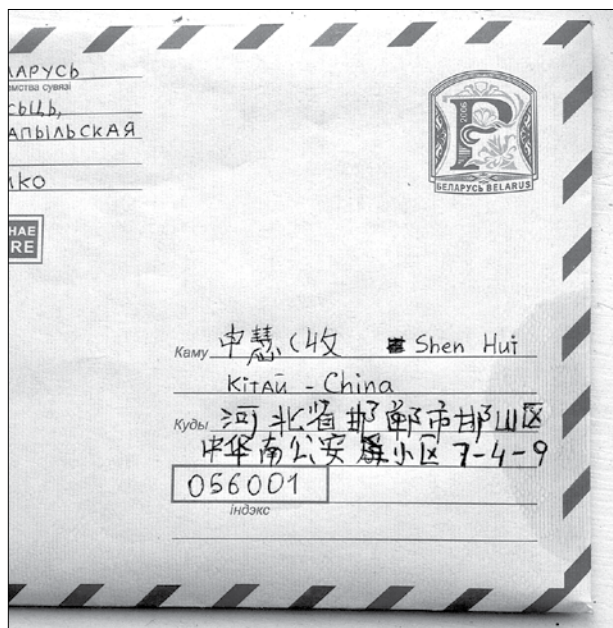 ЛАРУСЬ
амства сувязі
СЬЦЬ,
АПЫЛЬСКАЯ
НКО
НАЕ
RE
2006
Р
БЕЛАРУСЬ BELARUS
Каму 申慧(收 Shen Hui
Кітай - China
Куды 河北省邯郸市邯山区
中华南公安小区 7-4-9
056001
індэкс